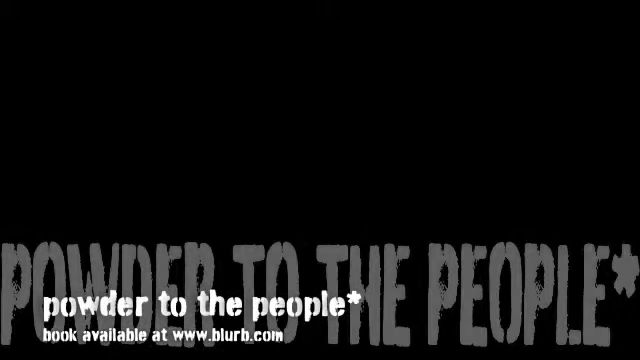 POWDER TO THE PEOPLE*
powder to the people*
book available at www.blurb.com